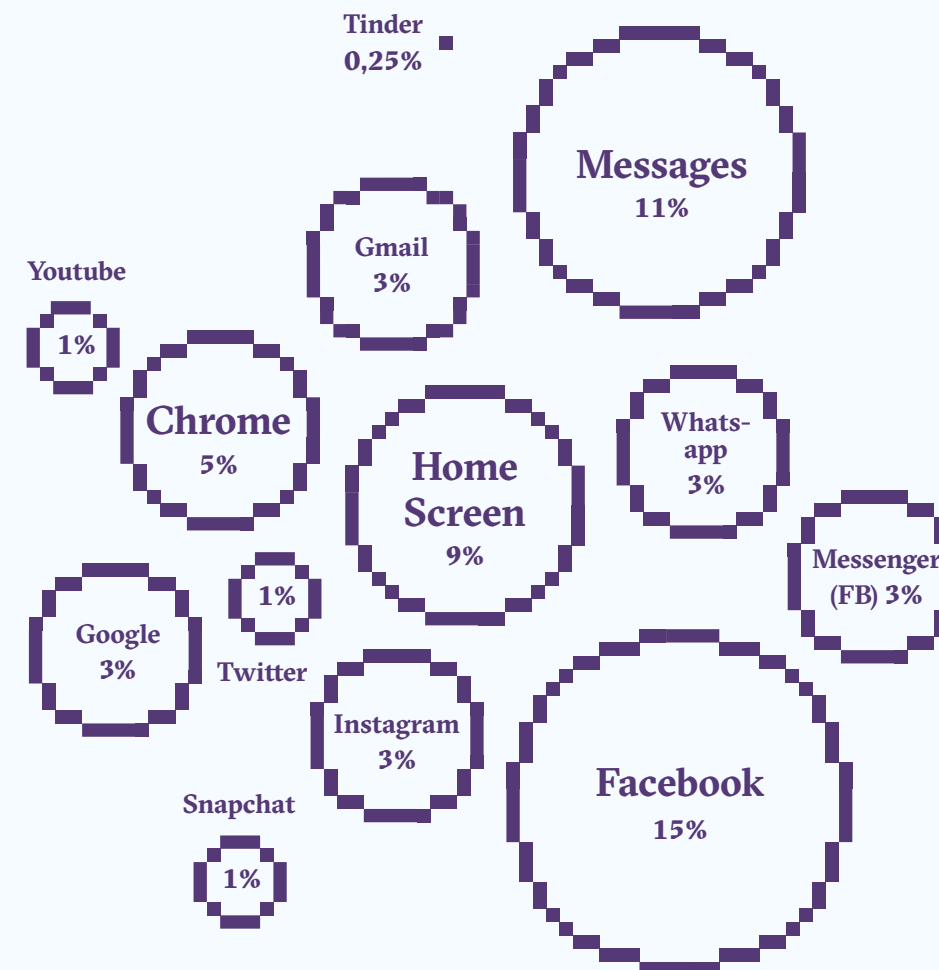 Tinder
0,25%
Messages
11%
Gmail
3%
Youtube
1%
Chrome
5%
Home
Screen
9%
Whats-
app
3%
Messenger
(FB) 3%
1%
Twitter
Google
3%
Instagram
3%
Facebook
15%
Snapchat
1%